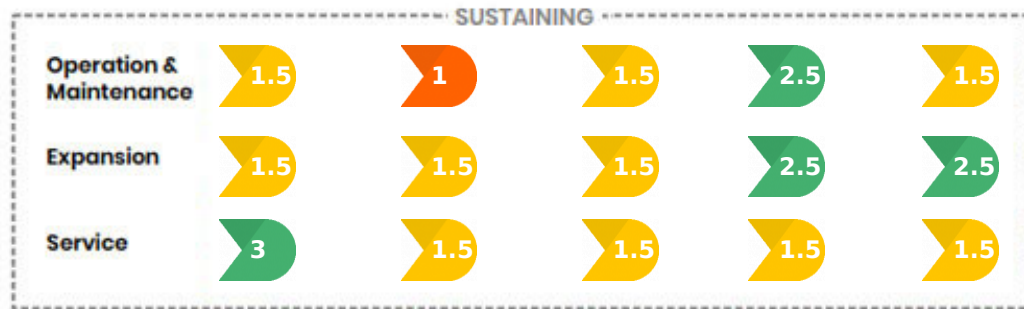 SUSTAINING
Operation &
Maintenance
1.5 1 1.5 2.5 1.5
Expansion
1.5 1.5 1.5 2.5 2.5
Service
3 1.5 1.5 1.5 1.5